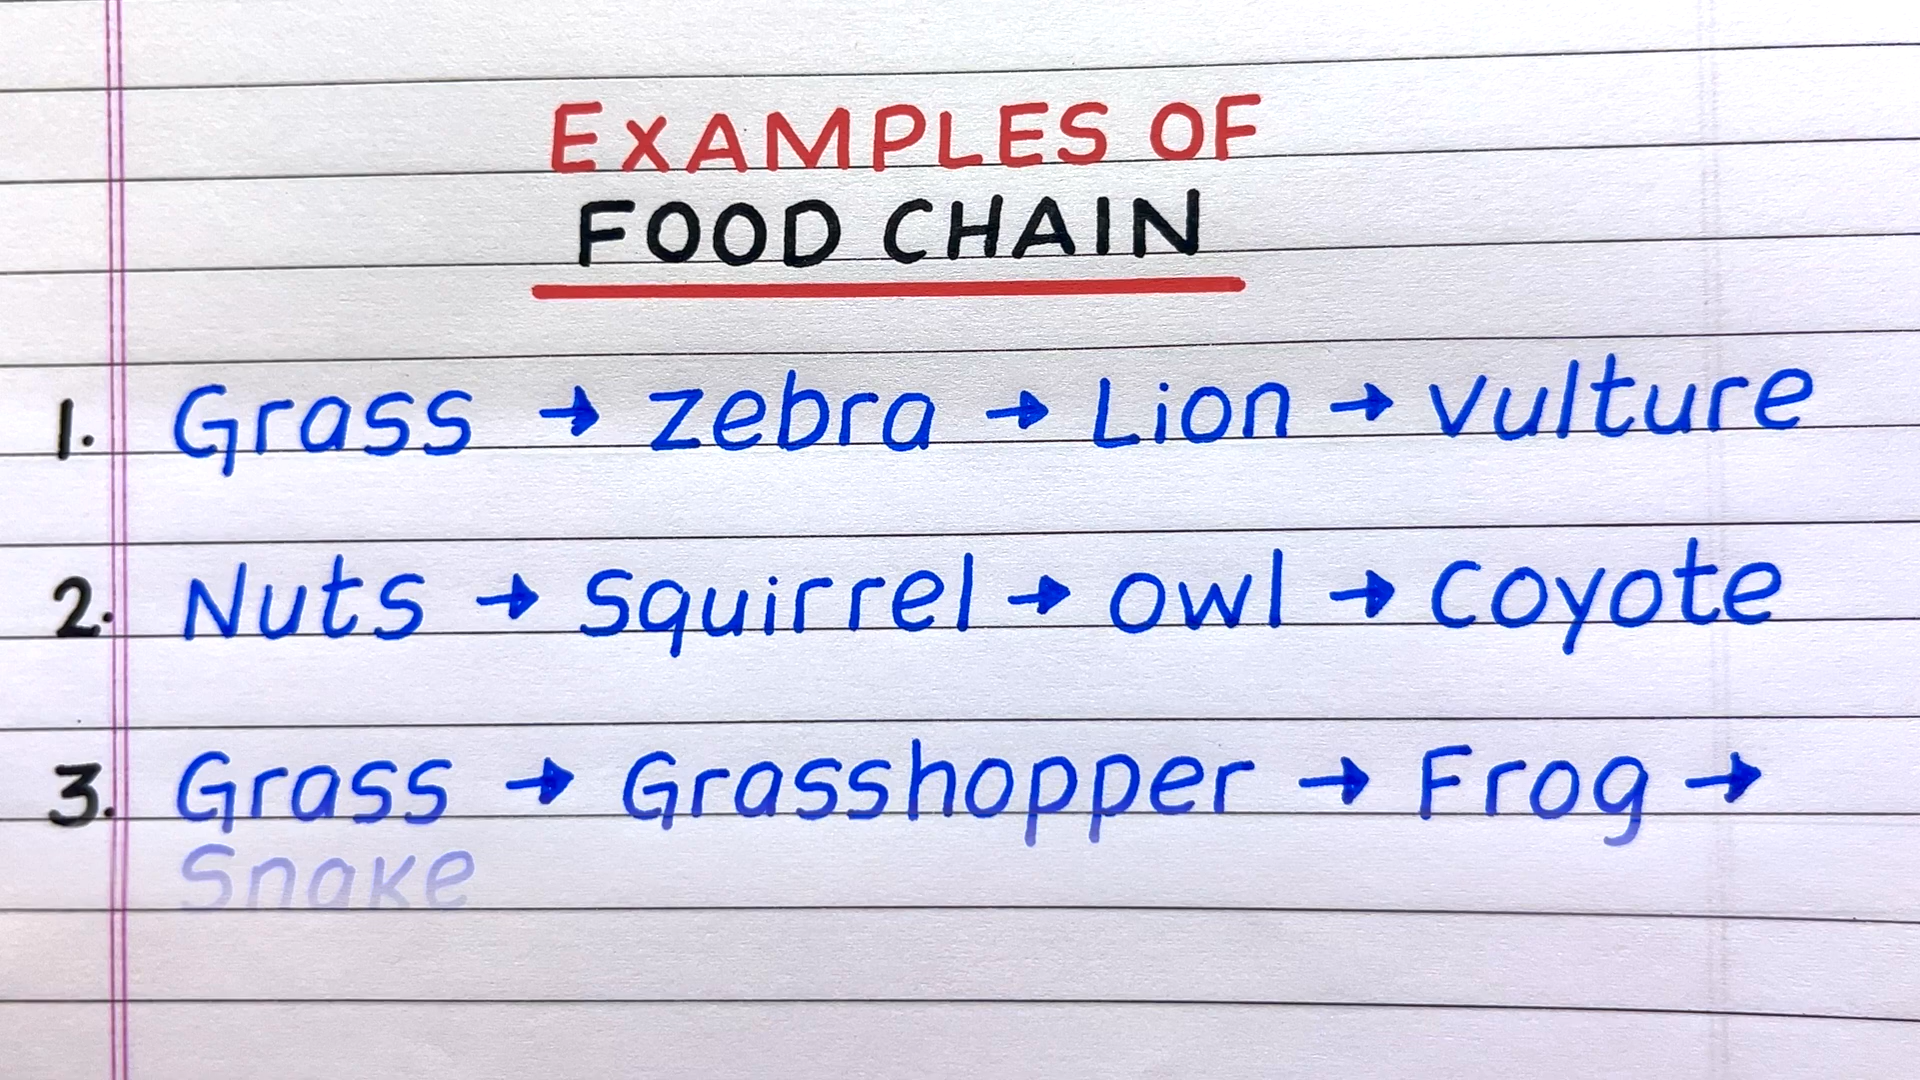 EXAMPLES OF
FOOD CHAIN
1. Grass → zebra → Lion → vulture
2. Nuts → Squirrel → owl → coyote
3. Grass → Grasshopper → Frog →
Snake